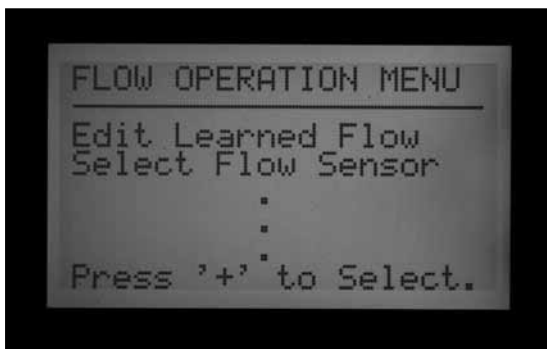 FLOW OPERATION MENU
Edit Learned Flow
Select Flow Sensor
.
.
.
Press '+' to Select.